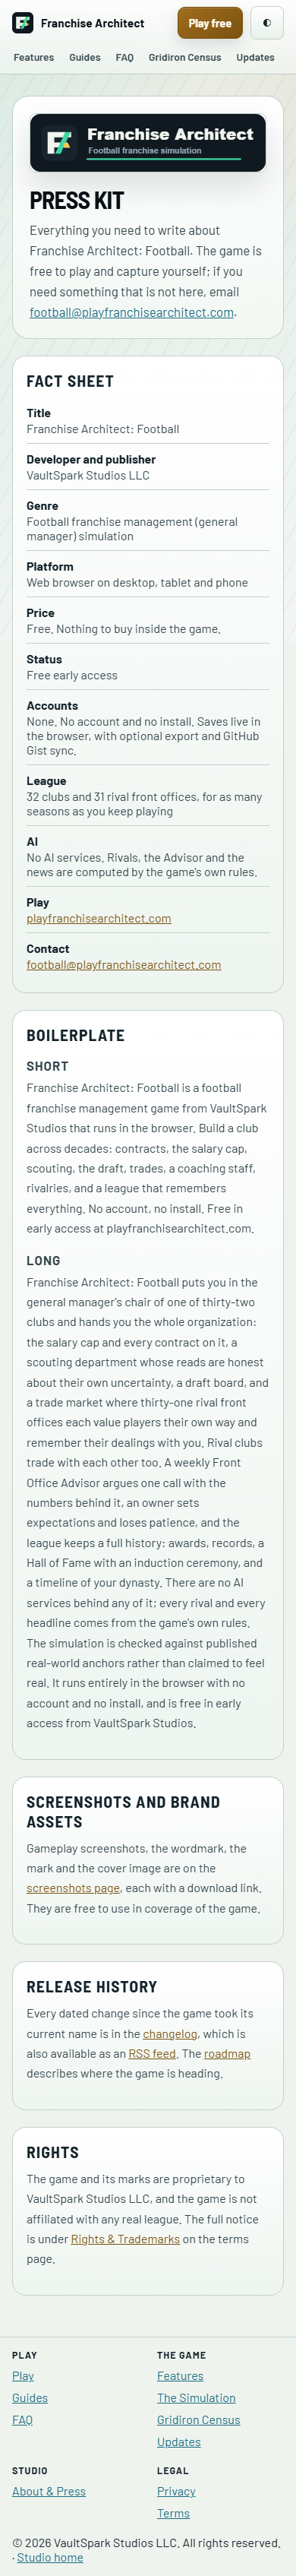 Franchise Architect
Play free
Features Guides FAQ Gridiron Census Updates
Franchise Architect
Football franchise simulation
PRESS KIT
Everything you need to write about
Franchise Architect: Football. The game is
free to play and capture yourself; if you
need something that is not here, email
football@playfranchisearchitect.com.
FACT SHEET
Title
Franchise Architect: Football
Developer and publisher
VaultSpark Studios LLC
Genre
Football franchise management (general
manager) simulation
Platform
Web browser on desktop, tablet and phone
Price
Free. Nothing to buy inside the game.
Status
Free early access
Accounts
None. No account and no install. Saves live in
the browser, with optional export and GitHub
Gist sync.
League
32 clubs and 31 rival front offices, for as many
seasons as you keep playing
AI
No AI services. Rivals, the Advisor and the
news are computed by the game's own rules.
Play
playfranchisearchitect.com
Contact
football@playfranchisearchitect.com
BOILERPLATE
SHORT
Franchise Architect: Football is a football
franchise management game from VaultSpark
Studios that runs in the browser. Build a club
across decades: contracts, the salary cap,
scouting, the draft, trades, a coaching staff,
rivalries, and a league that remembers
everything. No account, no install. Free in
early access at playfranchisearchitect.com.
LONG
Franchise Architect: Football puts you in the
general manager's chair of one of thirty-two
clubs and hands you the whole organization:
the salary cap and every contract on it, a
scouting department whose reads are honest
about their own uncertainty, a draft board, and
a trade market where thirty-one rival front
offices each value players their own way and
remember their dealings with you. Rival clubs
trade with each other too. A weekly Front
Office Advisor argues one call with the
numbers behind it, an owner sets
expectations and loses patience, and the
league keeps a full history: awards, records, a
Hall of Fame with an induction ceremony, and
a timeline of your dynasty. There are no AI
services behind any of it; every rival and every
headline comes from the game's own rules.
The simulation is checked against published
real-world anchors rather than claimed to feel
real. It runs entirely in the browser with no
account and no install, and is free in early
access from VaultSpark Studios.
SCREENSHOTS AND BRAND
ASSETS
Gameplay screenshots, the wordmark, the
mark and the cover image are on the
screenshots page, each with a download link.
They are free to use in coverage of the game.
RELEASE HISTORY
Every dated change since the game took its
current name is in the changelog, which is
also available as an RSS feed. The roadmap
describes where the game is heading.
RIGHTS
The game and its marks are proprietary to
VaultSpark Studios LLC, and the game is not
affiliated with any real league. The full notice
is under Rights & Trademarks on the terms
page.
PLAY
Play
Guides
FAQ
THE GAME
Features
The Simulation
Gridiron Census
Updates
STUDIO
About & Press
LEGAL
Privacy
Terms
© 2026 VaultSpark Studios LLC. All rights reserved.
· Studio home